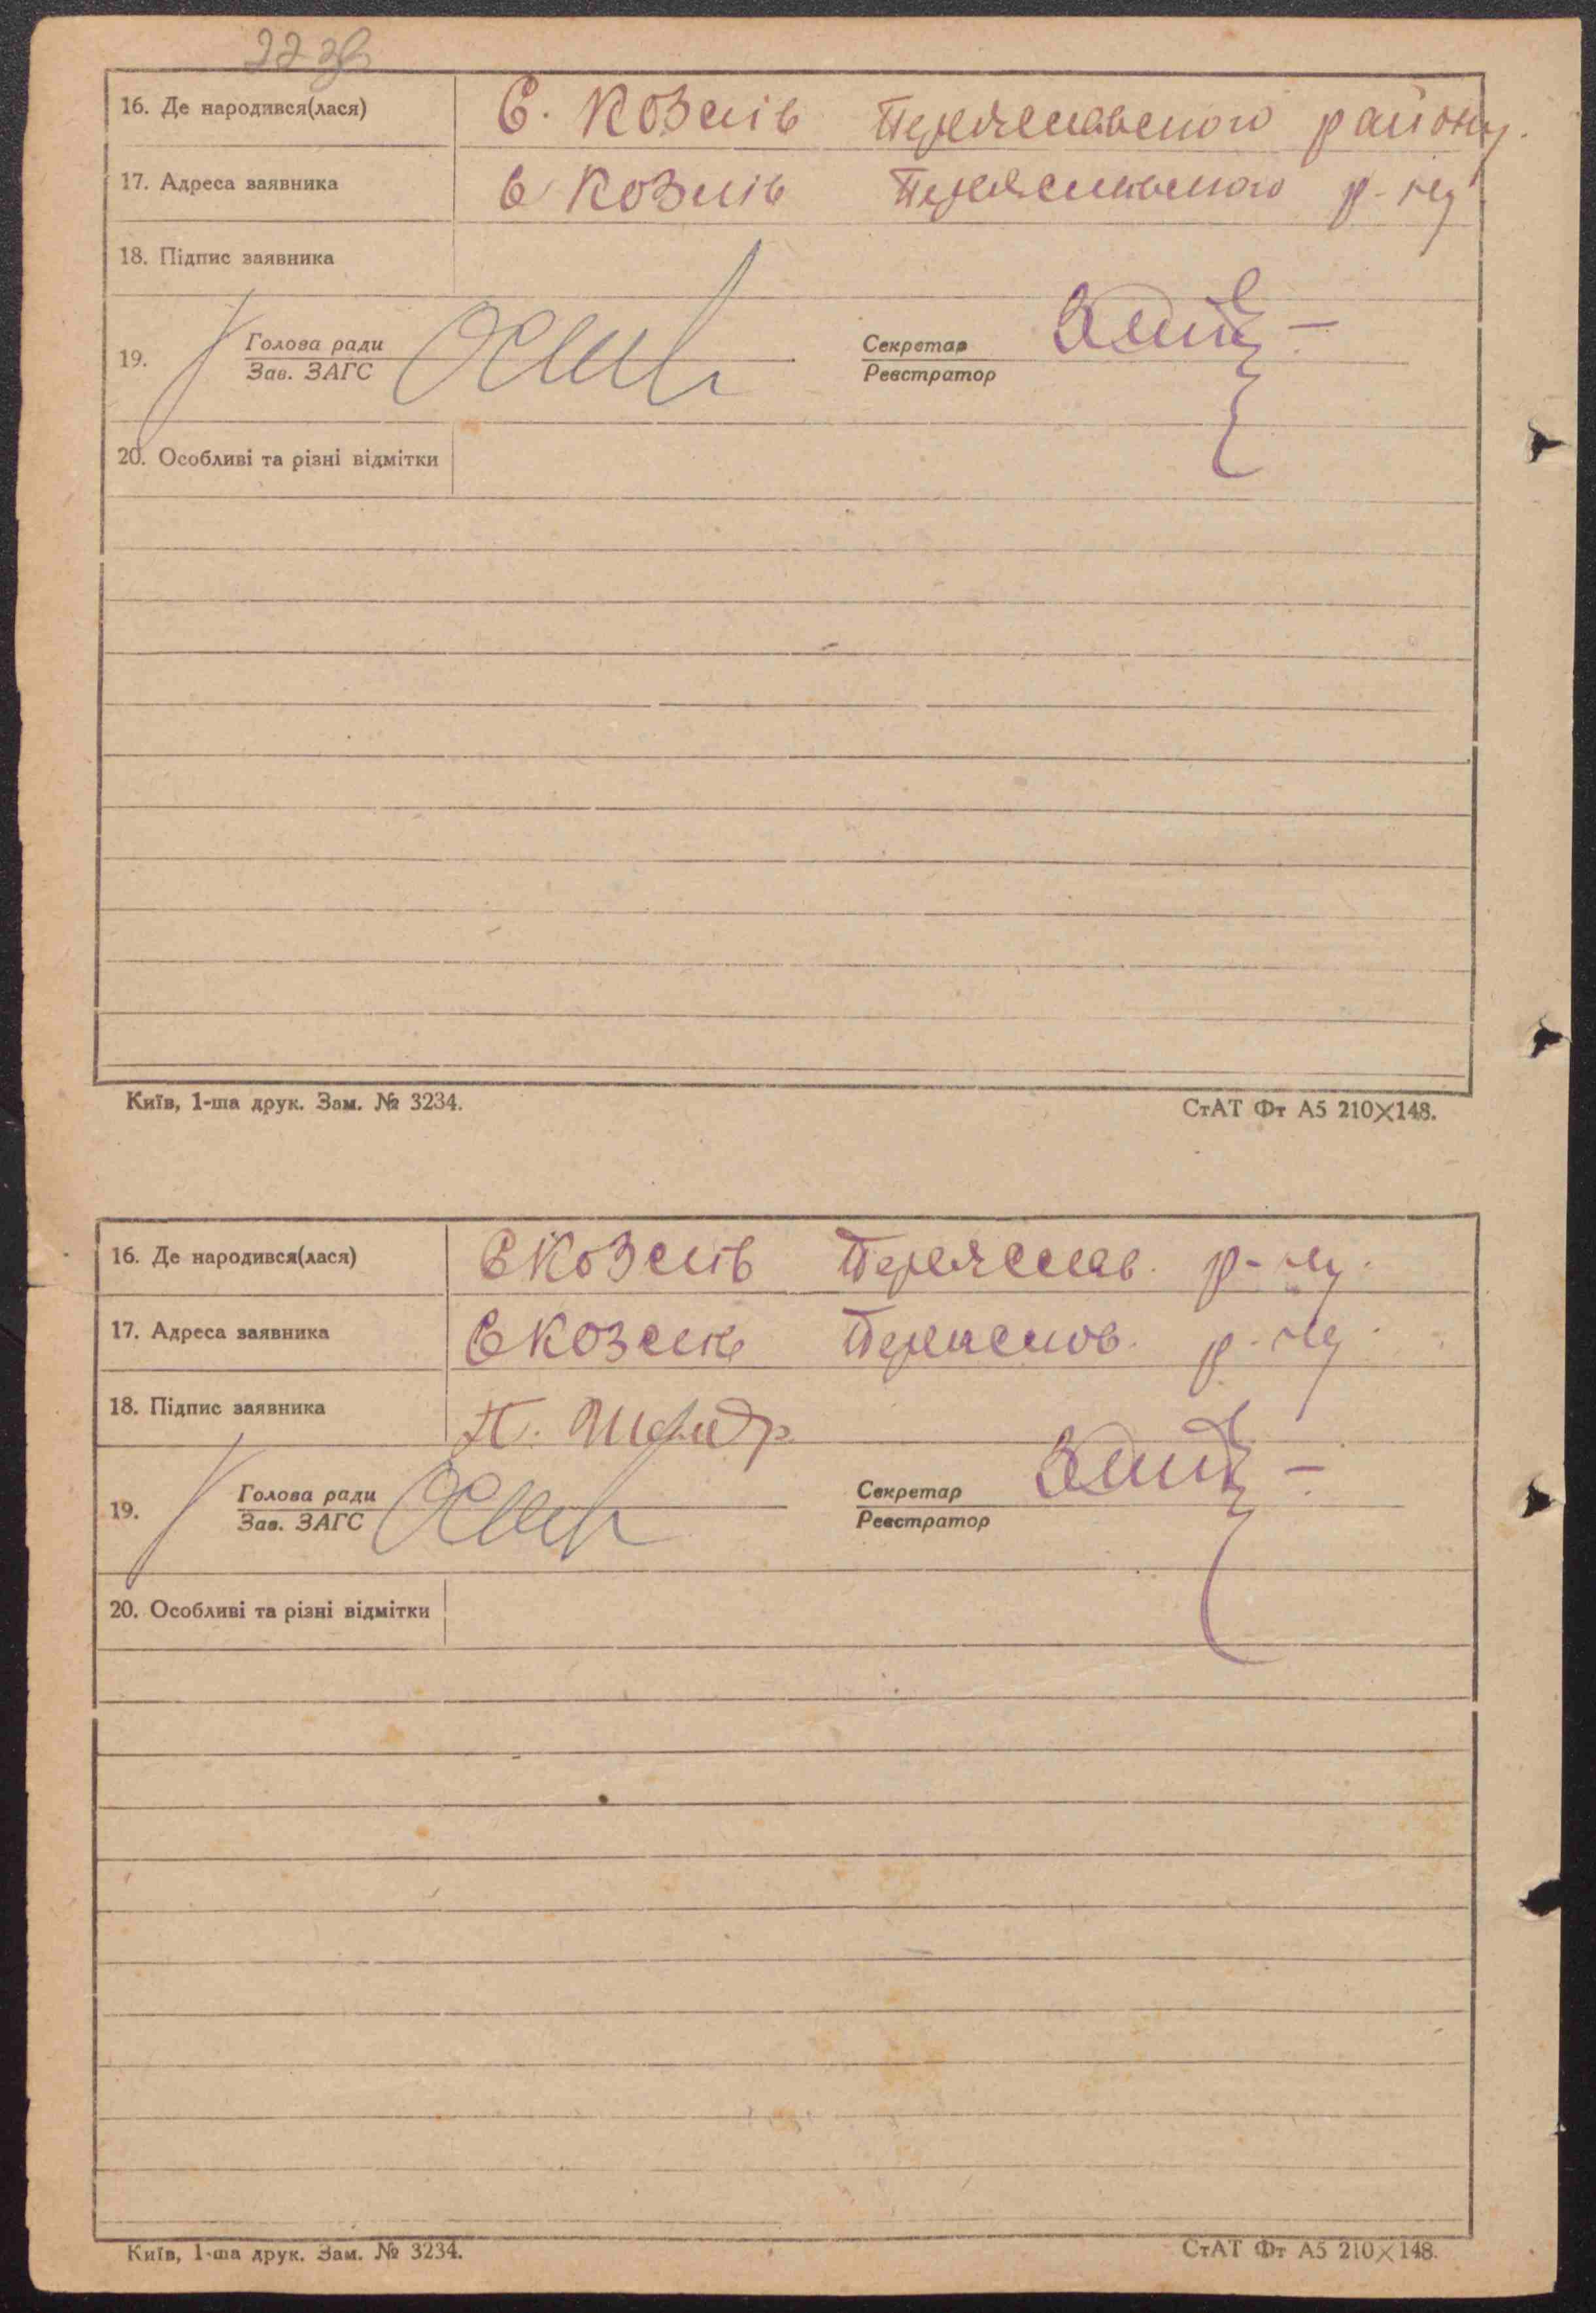 22 зв
16. Де народився(лася) С. Козлів Переяславського району.
17. Адреса заявника С Козлів Переяславського р-ну
18. Підпис заявника
19. Голова ради Секретар
Зав. ЗАГС Реєстратор
20. Особливі та різні відмітки
Київ, 1-ша друк. Зам. № 3234. СтАТ Фт А5 210×148.
16. Де народився(лася) С Козлів Переяслав. р-ну.
17. Адреса заявника С Козлів Переяслов. р-ну.
18. Підпис заявника П.
19. Голова ради Секретар
Зав. ЗАГС Реєстратор
20. Особливі та різні відмітки
Київ, 1-ша друк. Зам. № 3234. СтАТ Фт А5 210×148.